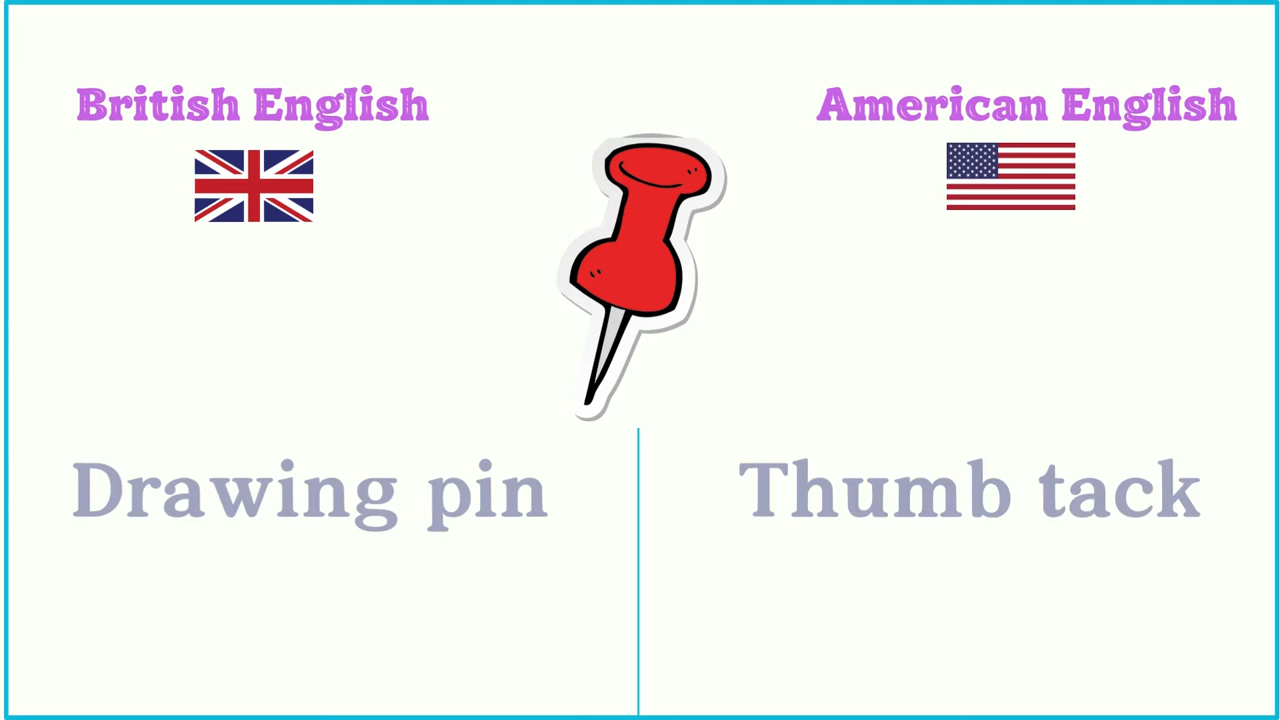 British English
American English
Drawing pin
Thumb tack